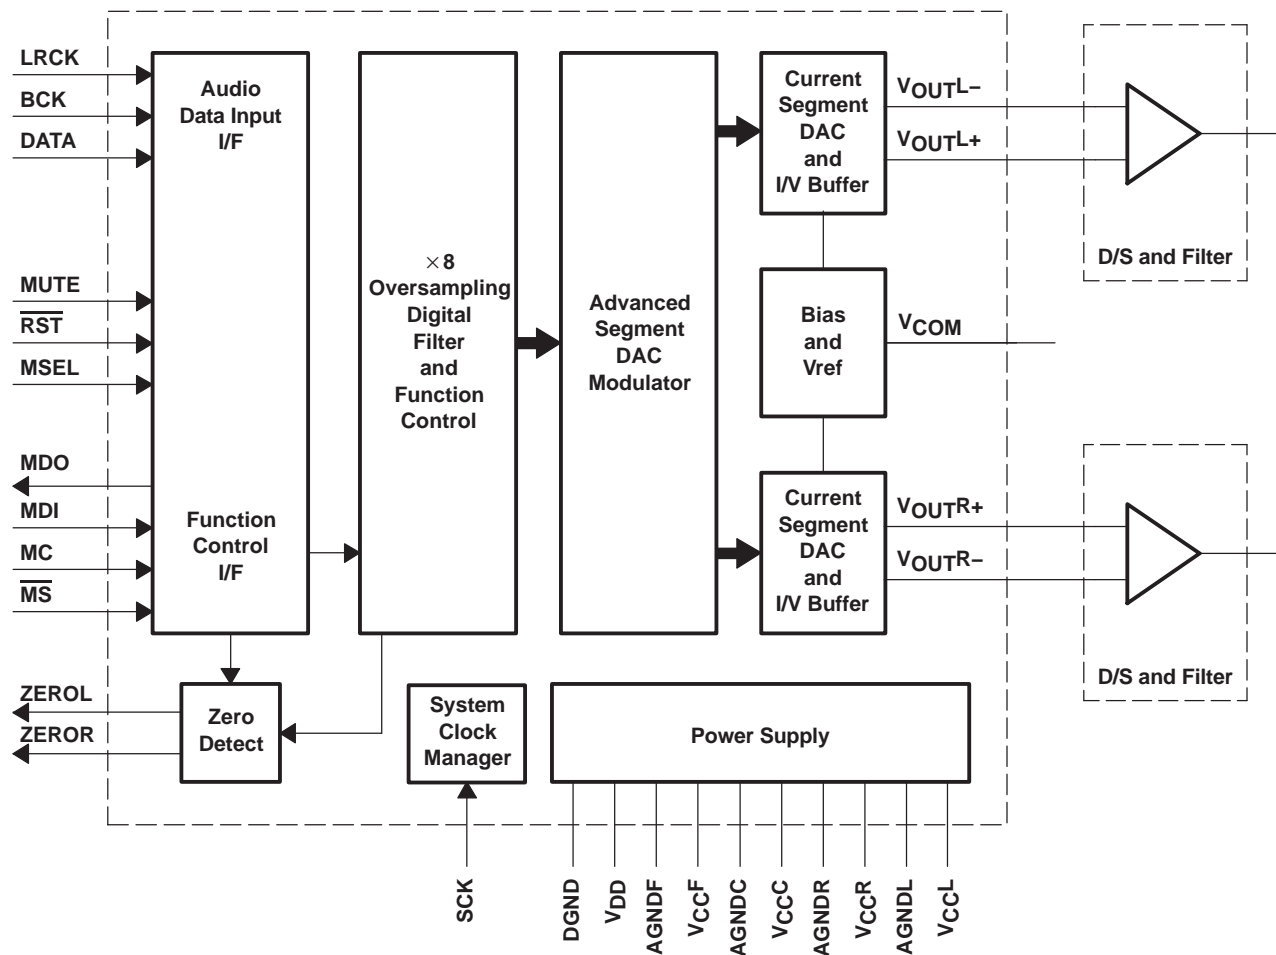 LRCK
BCK
DATA
MUTE
RST
MSEL
MDO
MDI
MC
MS
ZEROL
ZEROR
Audio
Data Input
I/F
Function
Control
I/F
×8
Oversampling
Digital
Filter
and
Function
Control
Advanced
Segment
DAC
Modulator
Current
Segment
DAC
and
I/V Buffer
Bias
and
Vref
Current
Segment
DAC
and
I/V Buffer
VOUTL−
VOUTL+
VCOM
VOUTR+
VOUTR−
D/S and Filter
D/S and Filter
Zero
Detect
System
Clock
Manager
Power Supply
SCK
DGND
VDD
AGNDF
VCCF
AGNDC
VCCC
AGNDR
VCCR
AGNDL
VCCL